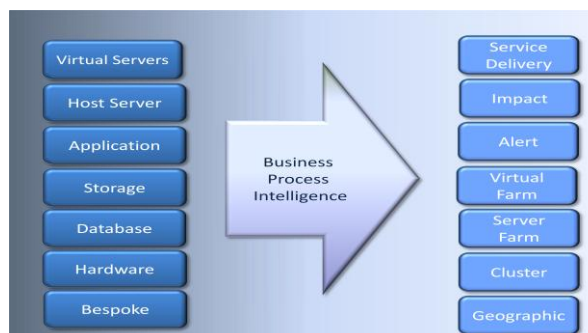 Virtual Servers
Host Server
Application
Storage
Database
Hardware
Bespoke
Business
Process
Intelligence
Service
Delivery
Impact
Alert
Virtual
Farm
Server
Farm
Cluster
Geographic